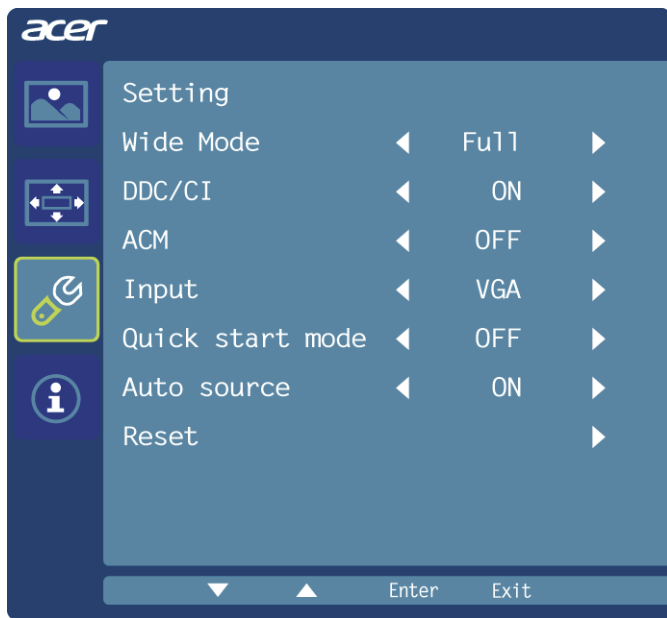 acer
Setting
Wide Mode Full
DDC/CI ON
ACM OFF
Input VGA
Quick start mode OFF
Auto source ON
Reset
Enter Exit